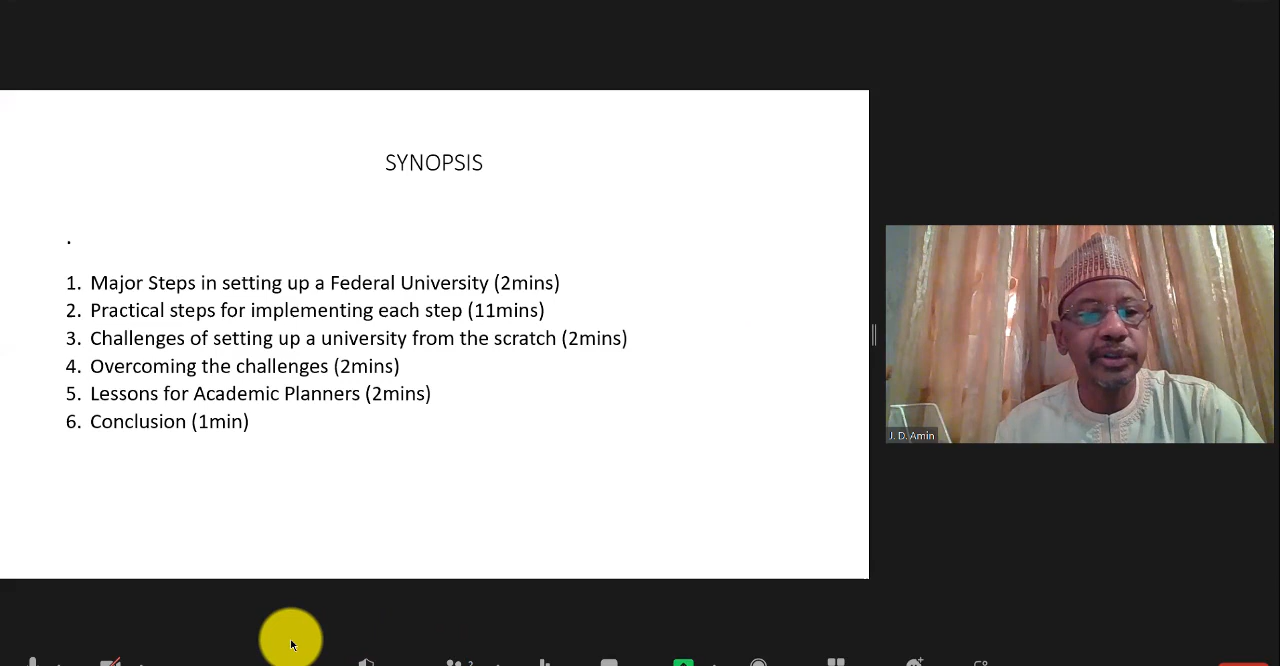 SYNOPSIS
.
1. Major Steps in setting up a Federal University (2mins)
2. Practical steps for implementing each step (11mins)
3. Challenges of setting up a university from the scratch (2mins)
4. Overcoming the challenges (2mins)
5. Lessons for Academic Planners (2mins)
6. Conclusion (1min)
J. D. Amin